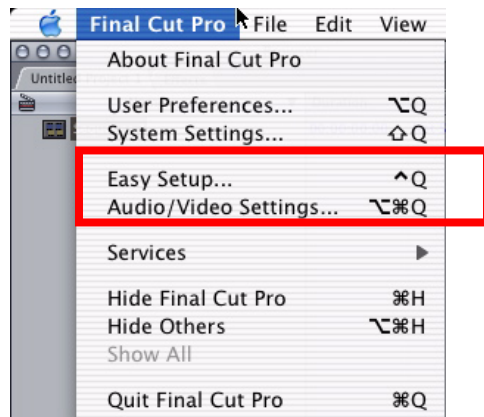 Final Cut Pro File Edit View
About Final Cut Pro
Untitled
User Preferences... ⌥Q
System Settings... ⇧Q
Easy Setup... ^Q
Audio/Video Settings... ⌥⌘Q
Services ▶
Hide Final Cut Pro ⌘H
Hide Others ⌥⌘H
Show All
Quit Final Cut Pro ⌘Q